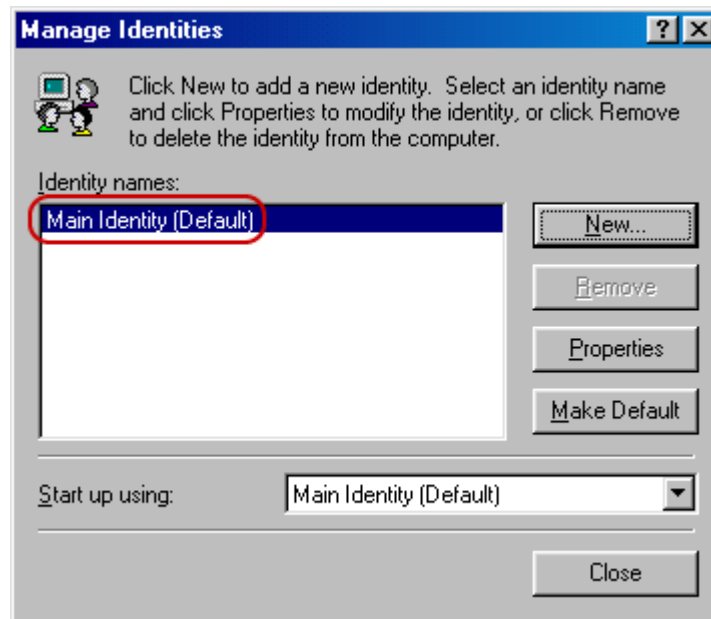 Manage Identities
Click New to add a new identity. Select an identity name
and click Properties to modify the identity, or click Remove
to delete the identity from the computer.
Identity names:
Main Identity (Default)
New...
Remove
Properties
Make Default
Start up using:
Main Identity (Default)
Close